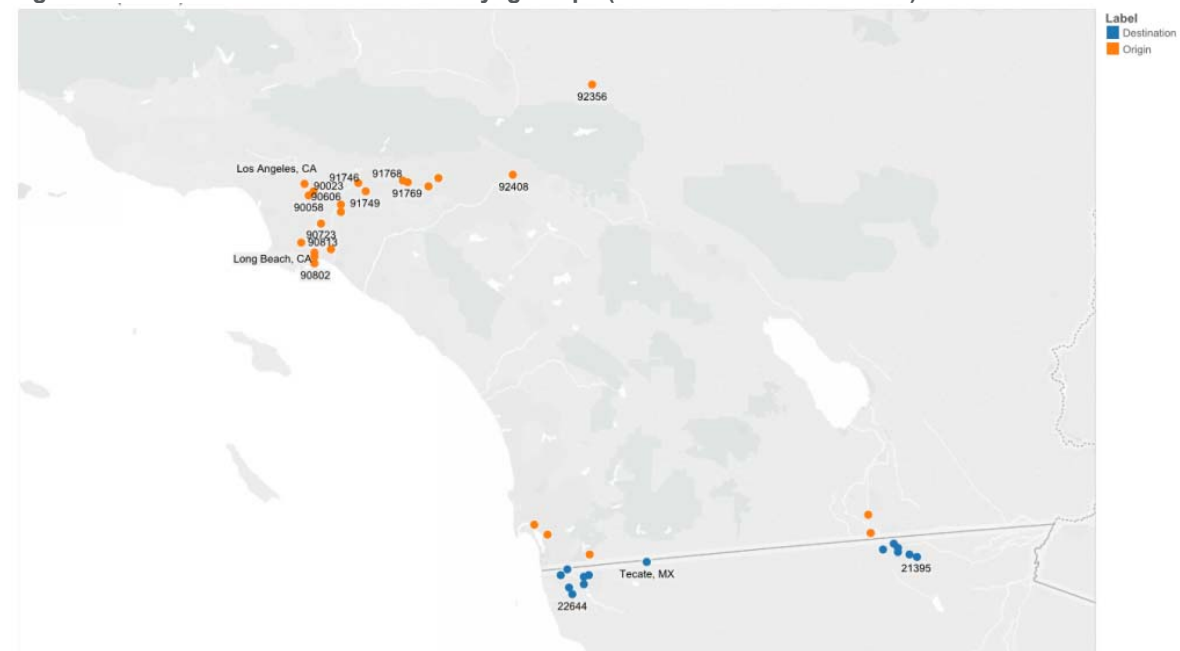 Label
Destination
Origin
92356
Los Angeles, CA
91746
91768
90023
92408
90606
91769
90058
91749
90723
90813
Long Beach, CA
90802
Tecate, MX
21395
22644